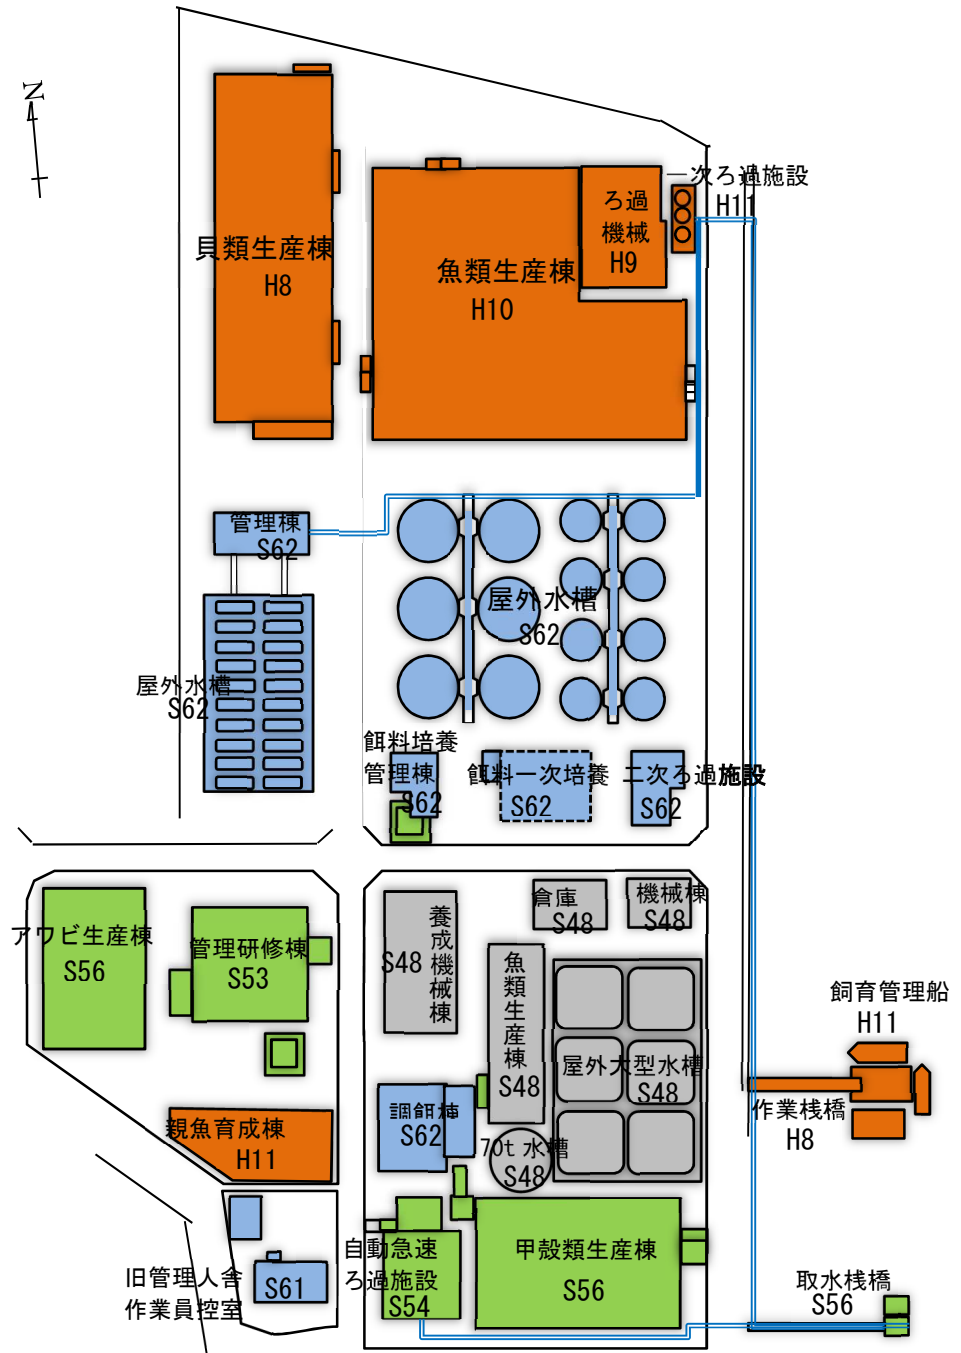 N
一次ろ過施設
H11
ろ過
機械
H9
貝類生産棟
H8
魚類生産棟
H10
管理棟
S62
屋外水槽
S62
屋外水槽
S62
餌料培養
管理棟
S62
餌料一次培養
S62
二次ろ過施設
S62
アワビ生産棟
S56
管理研修棟
S53
養成機械棟
S48
倉庫
S48
機械棟
S48
魚類生産棟
S48
屋外大型水槽
S48
飼育管理船
H11
作業桟橋
H8
親魚育成棟
H11
調餌棟
S62
70t 水槽
S48
自動急速
ろ過施設
S54
甲殻類生産棟
S56
旧管理人舎
作業員控室
S61
取水桟橋
S56